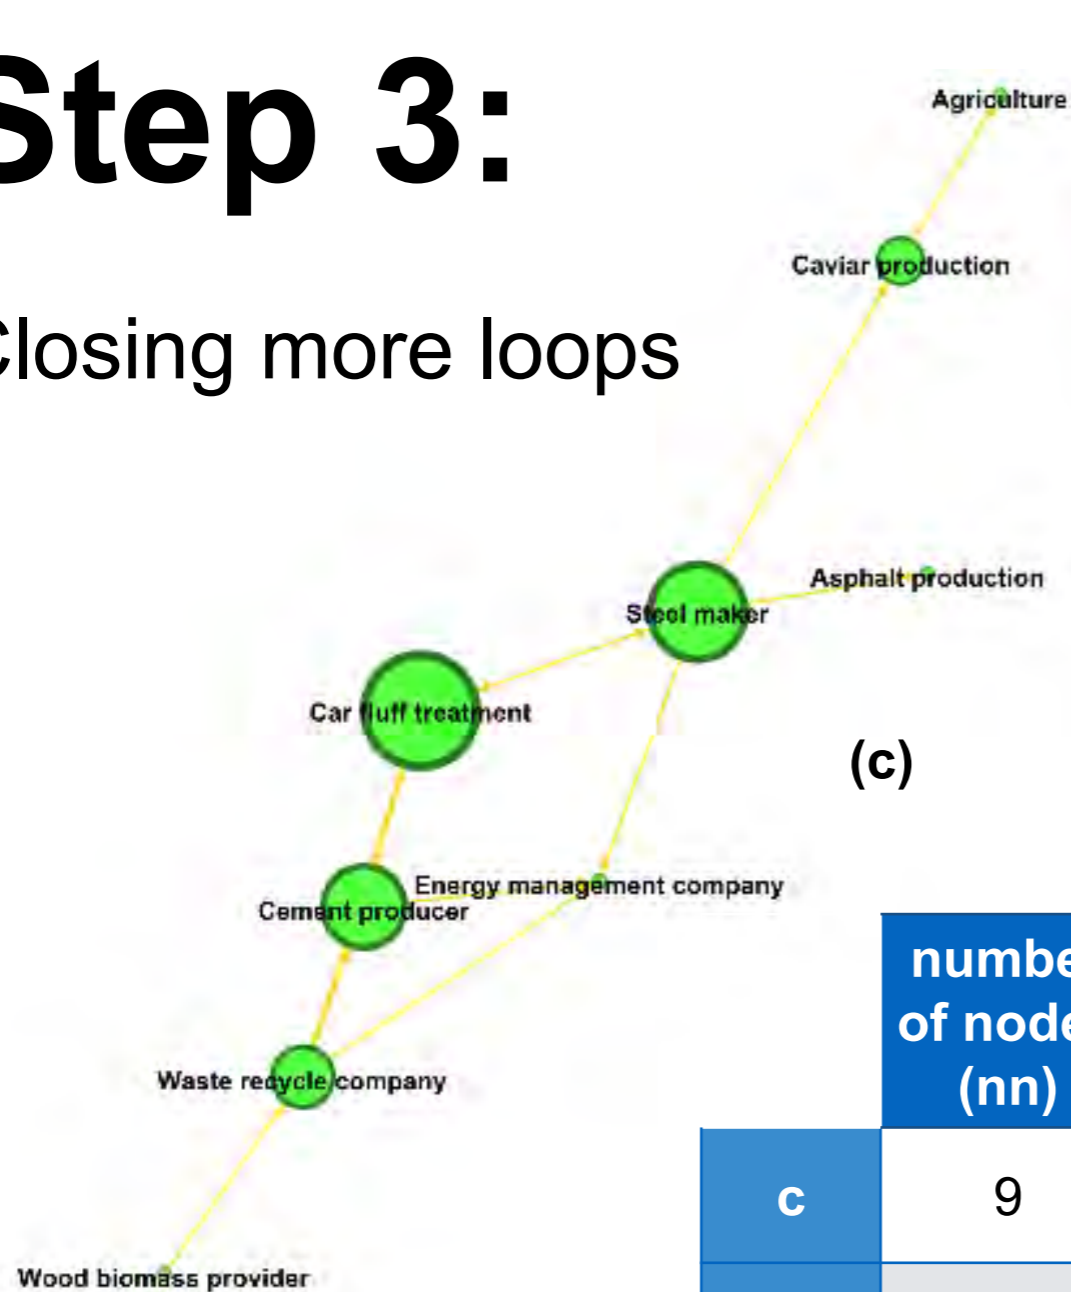 Step 3:
Closing more loops
Agriculture
Caviar production
Asphalt production
Steel maker
Car fluff treatment
(c)
Energy management company
Cement producer
Waste recycle company
Wood biomass provider
numbe
of node
(nn)
c 9